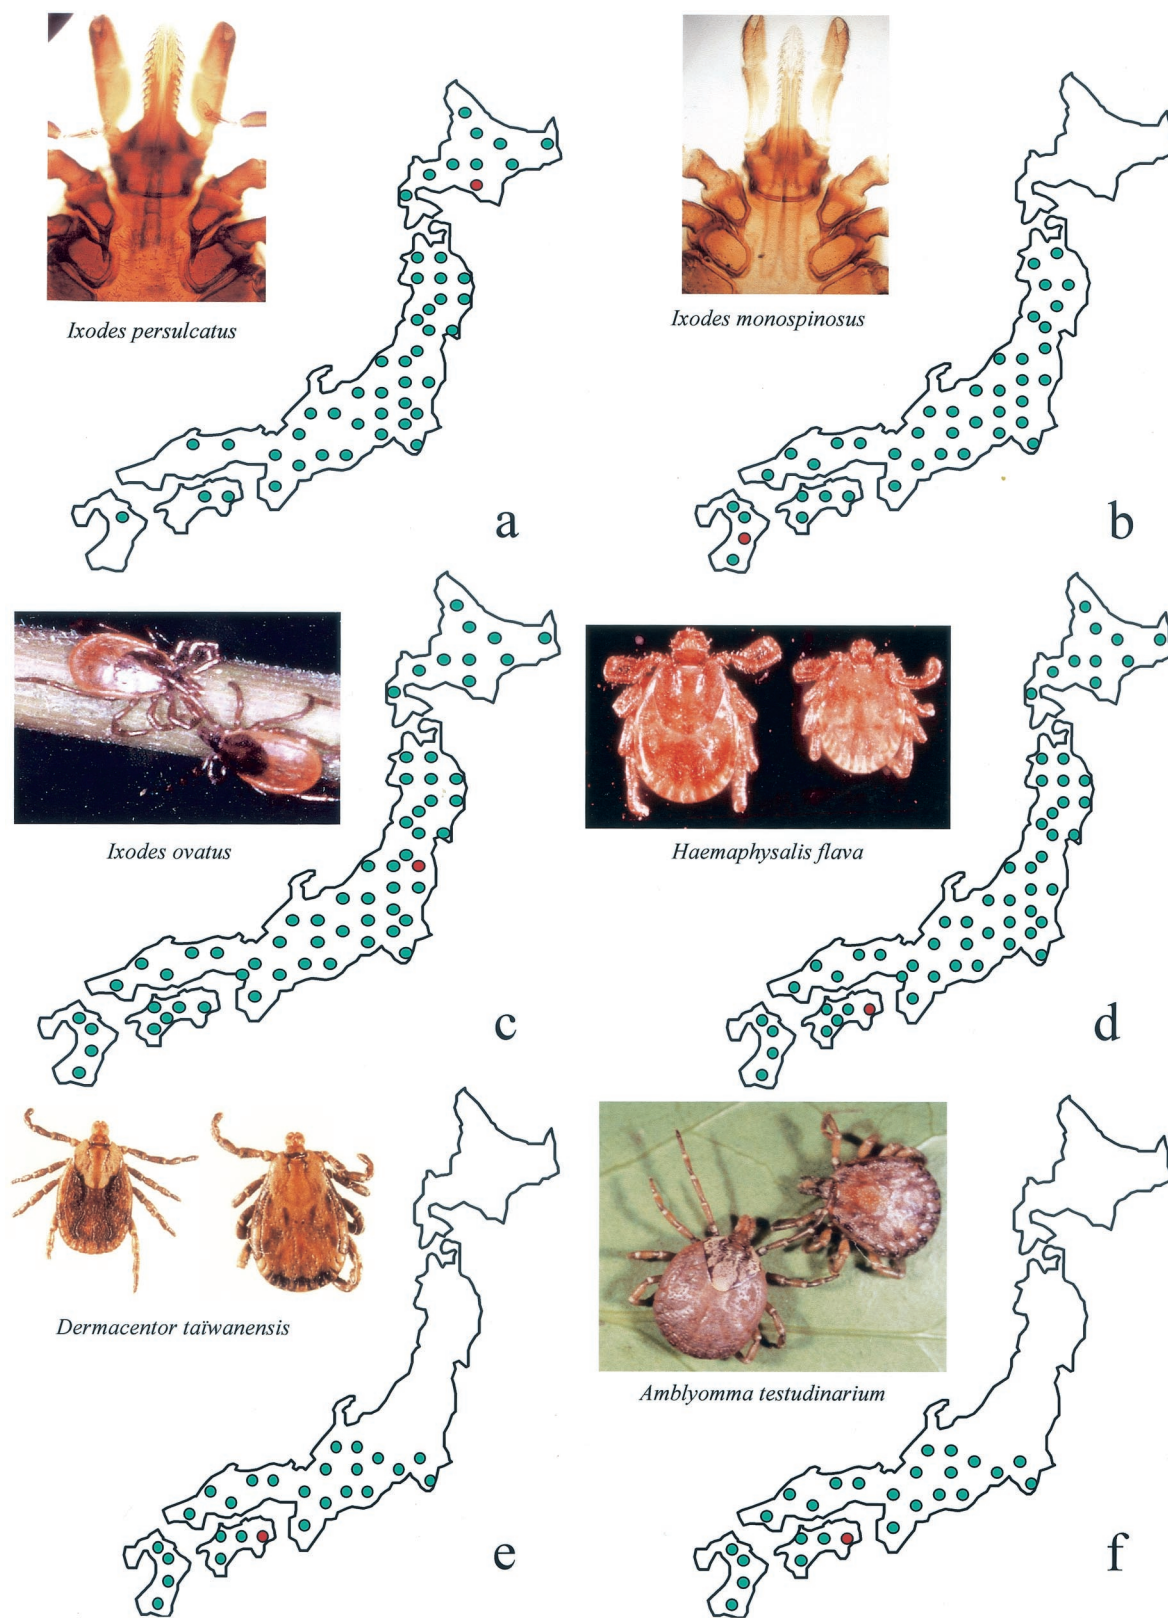 Ixodes persulcatus
a
Ixodes monospinosus
b
Ixodes ovatus
c
Haemaphysalis flava
d
Dermacentor taïwanensis
e
Amblyomma testudinarium
f